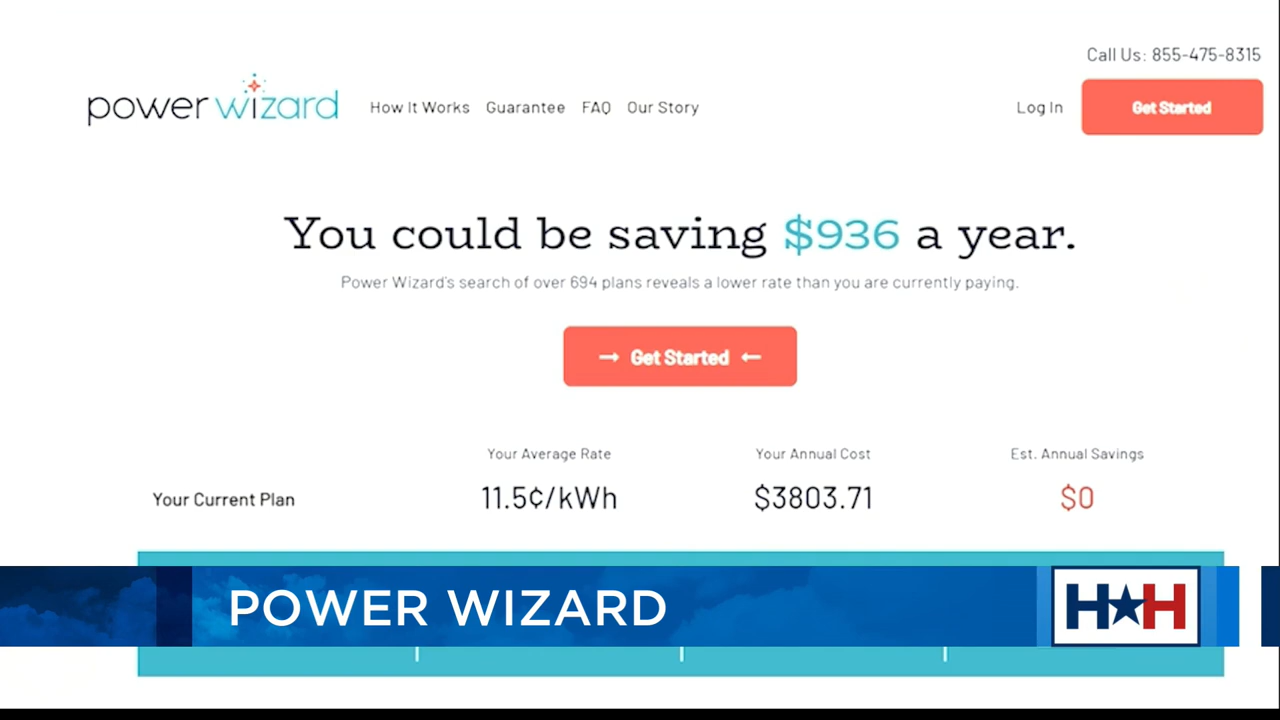 Call Us: 855-475-8315
power wizard
How It Works Guarantee FAQ Our Story
Log In
Get Started
You could be saving $936 a year.
Power Wizard's search of over 694 plans reveals a lower rate than you are currently paying.
→ Get Started ←
Your Average Rate Your Annual Cost Est. Annual Savings
Your Current Plan 11.5¢/kWh $3803.71 $0
POWER WIZARD
H★H